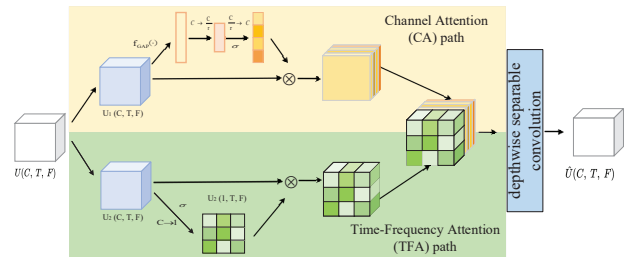 Channel Attention
(CA) path
C → C/r
C/r → C
σ
f_GAP(·)
⊗
U₁ (C, T, F)
U(C, T, F)
depthwise separable
convolution
Û(C, T, F)
U₂ (C, T, F)
σ
C→1
U₂ (1, T, F)
⊗
Time-Frequency Attention
(TFA) path